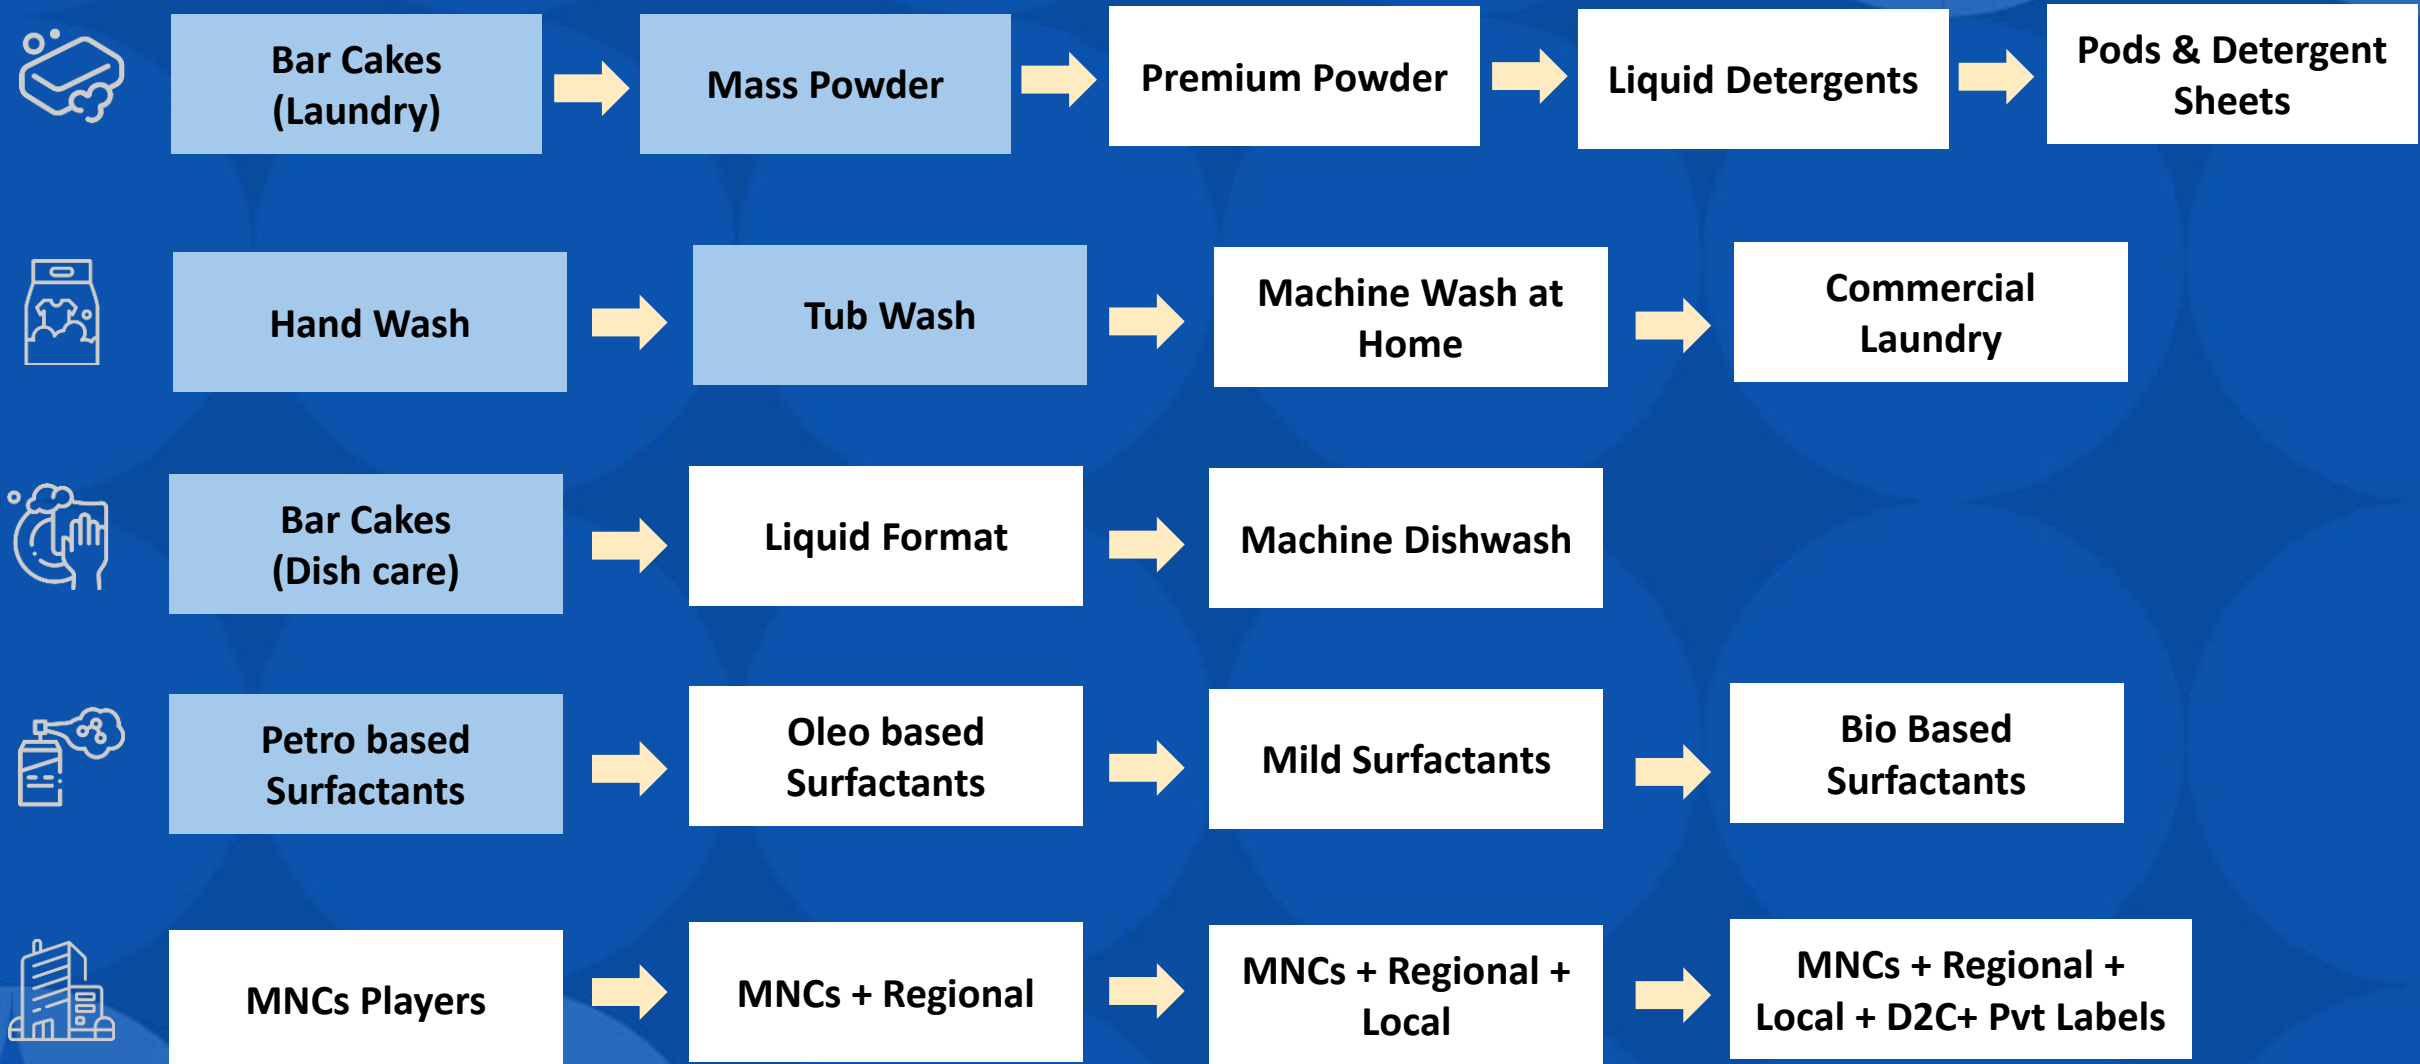 Bar Cakes
(Laundry)
Mass Powder
Premium Powder
Liquid Detergents
Pods & Detergent
Sheets
Hand Wash
Tub Wash
Machine Wash at
Home
Commercial
Laundry
Bar Cakes
(Dish care)
Liquid Format
Machine Dishwash
Petro based
Surfactants
Oleo based
Surfactants
Mild Surfactants
Bio Based
Surfactants
MNCs Players
MNCs + Regional
MNCs + Regional +
Local
MNCs + Regional +
Local + D2C+ Pvt Labels